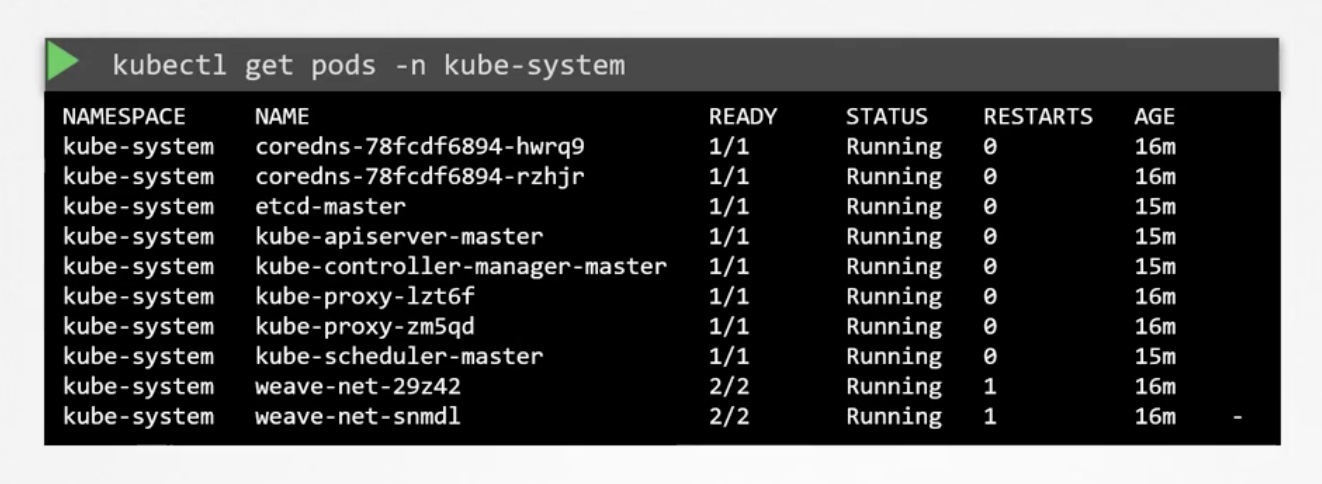 kubectl get pods -n kube-system
NAMESPACE NAME READY STATUS RESTARTS AGE
kube-system coredns-78fcdf6894-hwrq9 1/1 Running 0 16m
kube-system coredns-78fcdf6894-rzhjr 1/1 Running 0 16m
kube-system etcd-master 1/1 Running 0 15m
kube-system kube-apiserver-master 1/1 Running 0 15m
kube-system kube-controller-manager-master 1/1 Running 0 15m
kube-system kube-proxy-lzt6f 1/1 Running 0 16m
kube-system kube-proxy-zm5qd 1/1 Running 0 16m
kube-system kube-scheduler-master 1/1 Running 0 15m
kube-system weave-net-29z42 2/2 Running 1 16m
kube-system weave-net-snmdl 2/2 Running 1 16m -